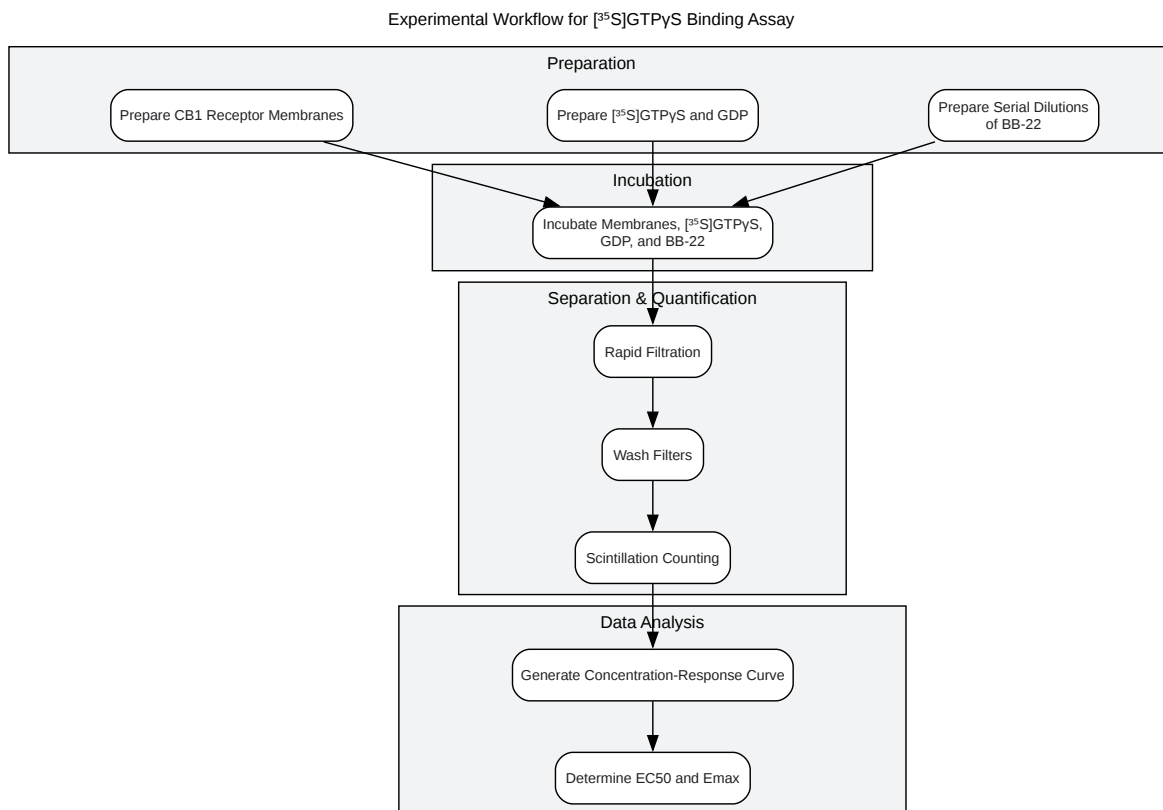 Experimental Workflow for [³⁵S]GTPγS Binding Assay
Preparation
Prepare CB1 Receptor Membranes
Prepare [³⁵S]GTPγS and GDP
Prepare Serial Dilutions
of BB-22
Incubation
Incubate Membranes, [³⁵S]GTPγS,
GDP, and BB-22
Separation & Quantification
Rapid Filtration
Wash Filters
Scintillation Counting
Data Analysis
Generate Concentration-Response Curve
Determine EC50 and Emax